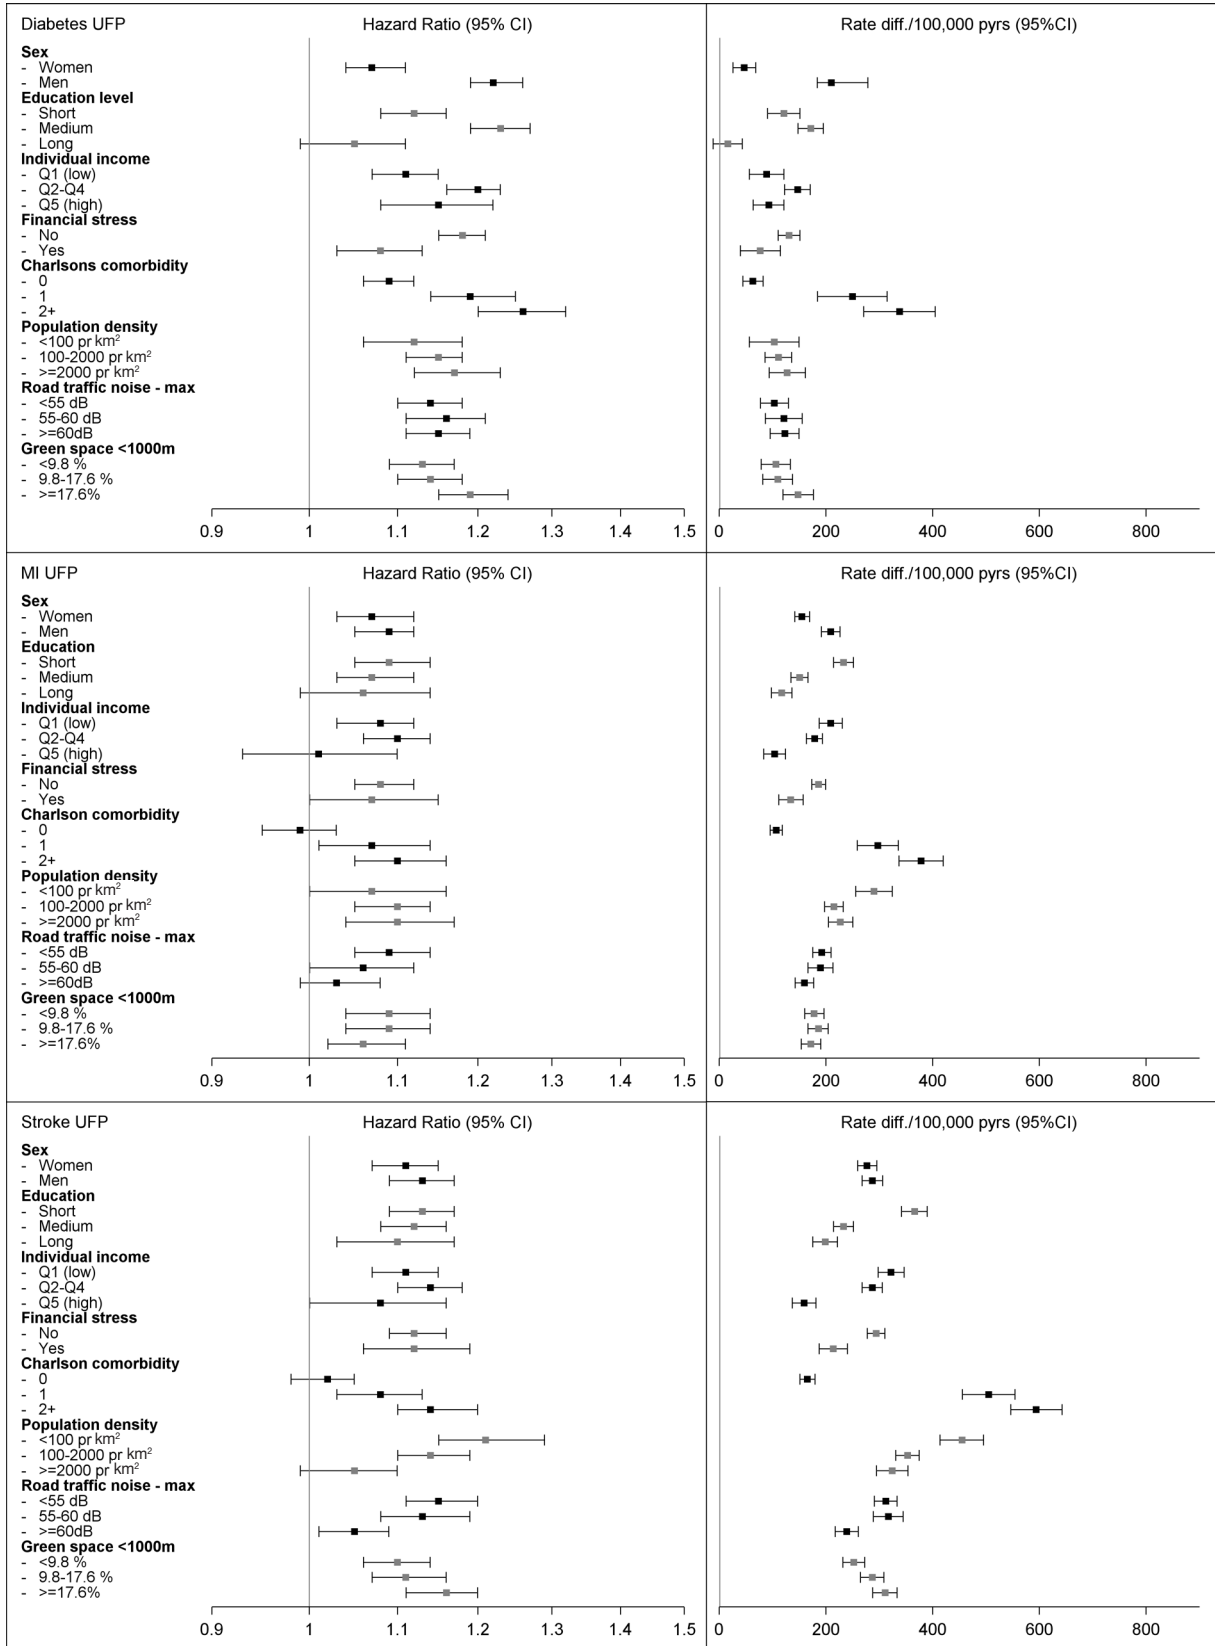 Diabetes UFP Hazard Ratio (95% CI) Rate diff./100,000 pyrs (95%CI)
Sex
- Women
- Men
Education level
- Short
- Medium
- Long
Individual income
- Q1 (low)
- Q2-Q4
- Q5 (high)
Financial stress
- No
- Yes
Charlsons comorbidity
- 0
- 1
- 2+
Population density
- <100 pr km²
- 100-2000 pr km²
- >=2000 pr km²
Road traffic noise - max
- <55 dB
- 55-60 dB
- >=60dB
Green space <1000m
- <9.8 %
- 9.8-17.6 %
- >=17.6%
0.9 1 1.1 1.2 1.3 1.4 1.5 0 200 400 600 800
MI UFP Hazard Ratio (95% CI) Rate diff./100,000 pyrs (95%CI)
Sex
- Women
- Men
Education
- Short
- Medium
- Long
Individual income
- Q1 (low)
- Q2-Q4
- Q5 (high)
Financial stress
- No
- Yes
Charlson comorbidity
- 0
- 1
- 2+
Population density
- <100 pr km²
- 100-2000 pr km²
- >=2000 pr km²
Road traffic noise - max
- <55 dB
- 55-60 dB
- >=60dB
Green space <1000m
- <9.8 %
- 9.8-17.6 %
- >=17.6%
0.9 1 1.1 1.2 1.3 1.4 1.5 0 200 400 600 800
Stroke UFP Hazard Ratio (95% CI) Rate diff./100,000 pyrs (95%CI)
Sex
- Women
- Men
Education
- Short
- Medium
- Long
Individual income
- Q1 (low)
- Q2-Q4
- Q5 (high)
Financial stress
- No
- Yes
Charlson comorbidity
- 0
- 1
- 2+
Population density
- <100 pr km²
- 100-2000 pr km²
- >=2000 pr km²
Road traffic noise - max
- <55 dB
- 55-60 dB
- >=60dB
Green space <1000m
- <9.8 %
- 9.8-17.6 %
- >=17.6%
0.9 1 1.1 1.2 1.3 1.4 1.5 0 200 400 600 800